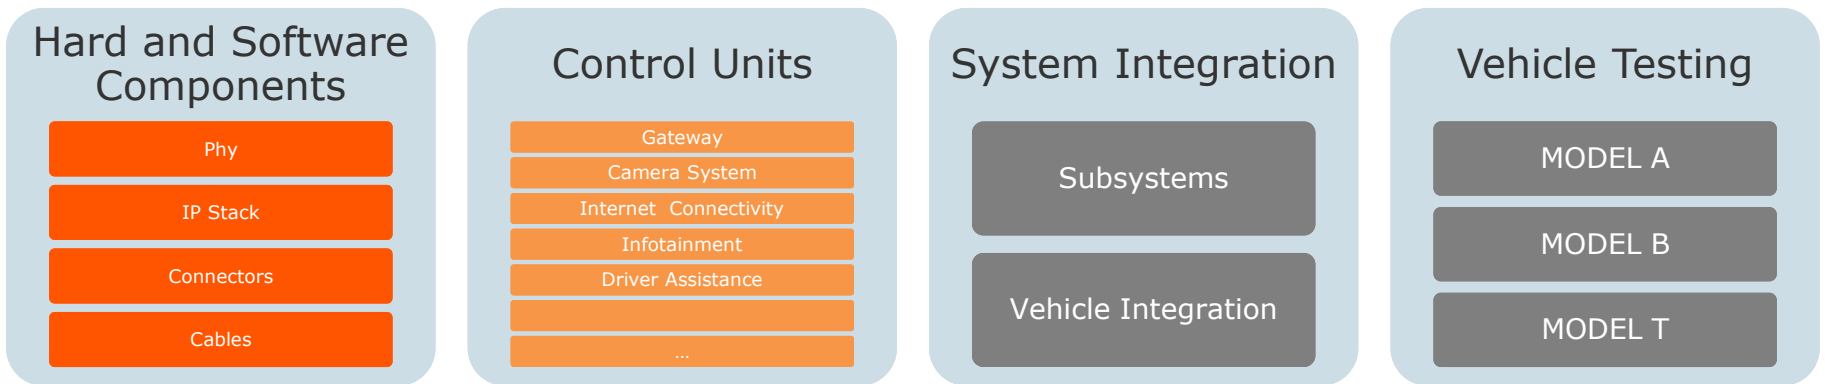 Hard and Software
Components
Phy
IP Stack
Connectors
Cables
Control Units
Gateway
Camera System
Internet  Connectivity
Infotainment
Driver Assistance
...
System Integration
Subsystems
Vehicle Integration
Vehicle Testing
MODEL A
MODEL B
MODEL T